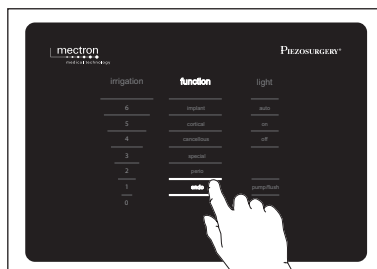 mectron
medical technology
PIEZOSURGERY®
irrigation function light
6 implant auto
5 cortical on
4 cancellous off
3 special
2 perio
1 endo pump/flush
0